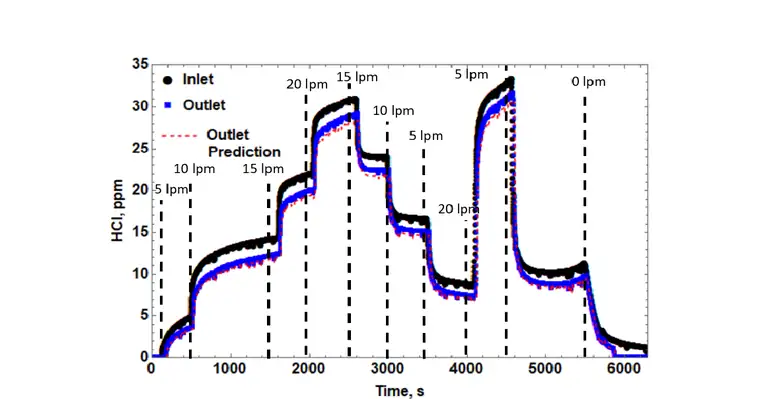 35
30
25
20
15
10
5
0
HCl, ppm
Inlet
Outlet
Outlet
Prediction
5 lpm
10 lpm
15 lpm
20 lpm
15 lpm
10 lpm
5 lpm
20 lpm
5 lpm
0 lpm
0
1000
2000
3000
4000
5000
6000
Time, s